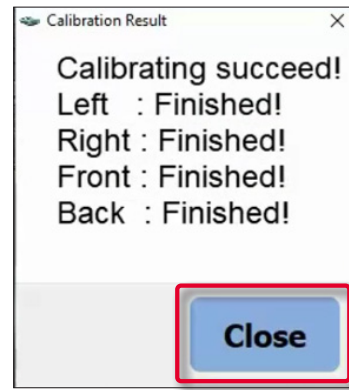 Calibration Result
Calibrating succeed!
Left : Finished!
Right : Finished!
Front : Finished!
Back : Finished!
Close